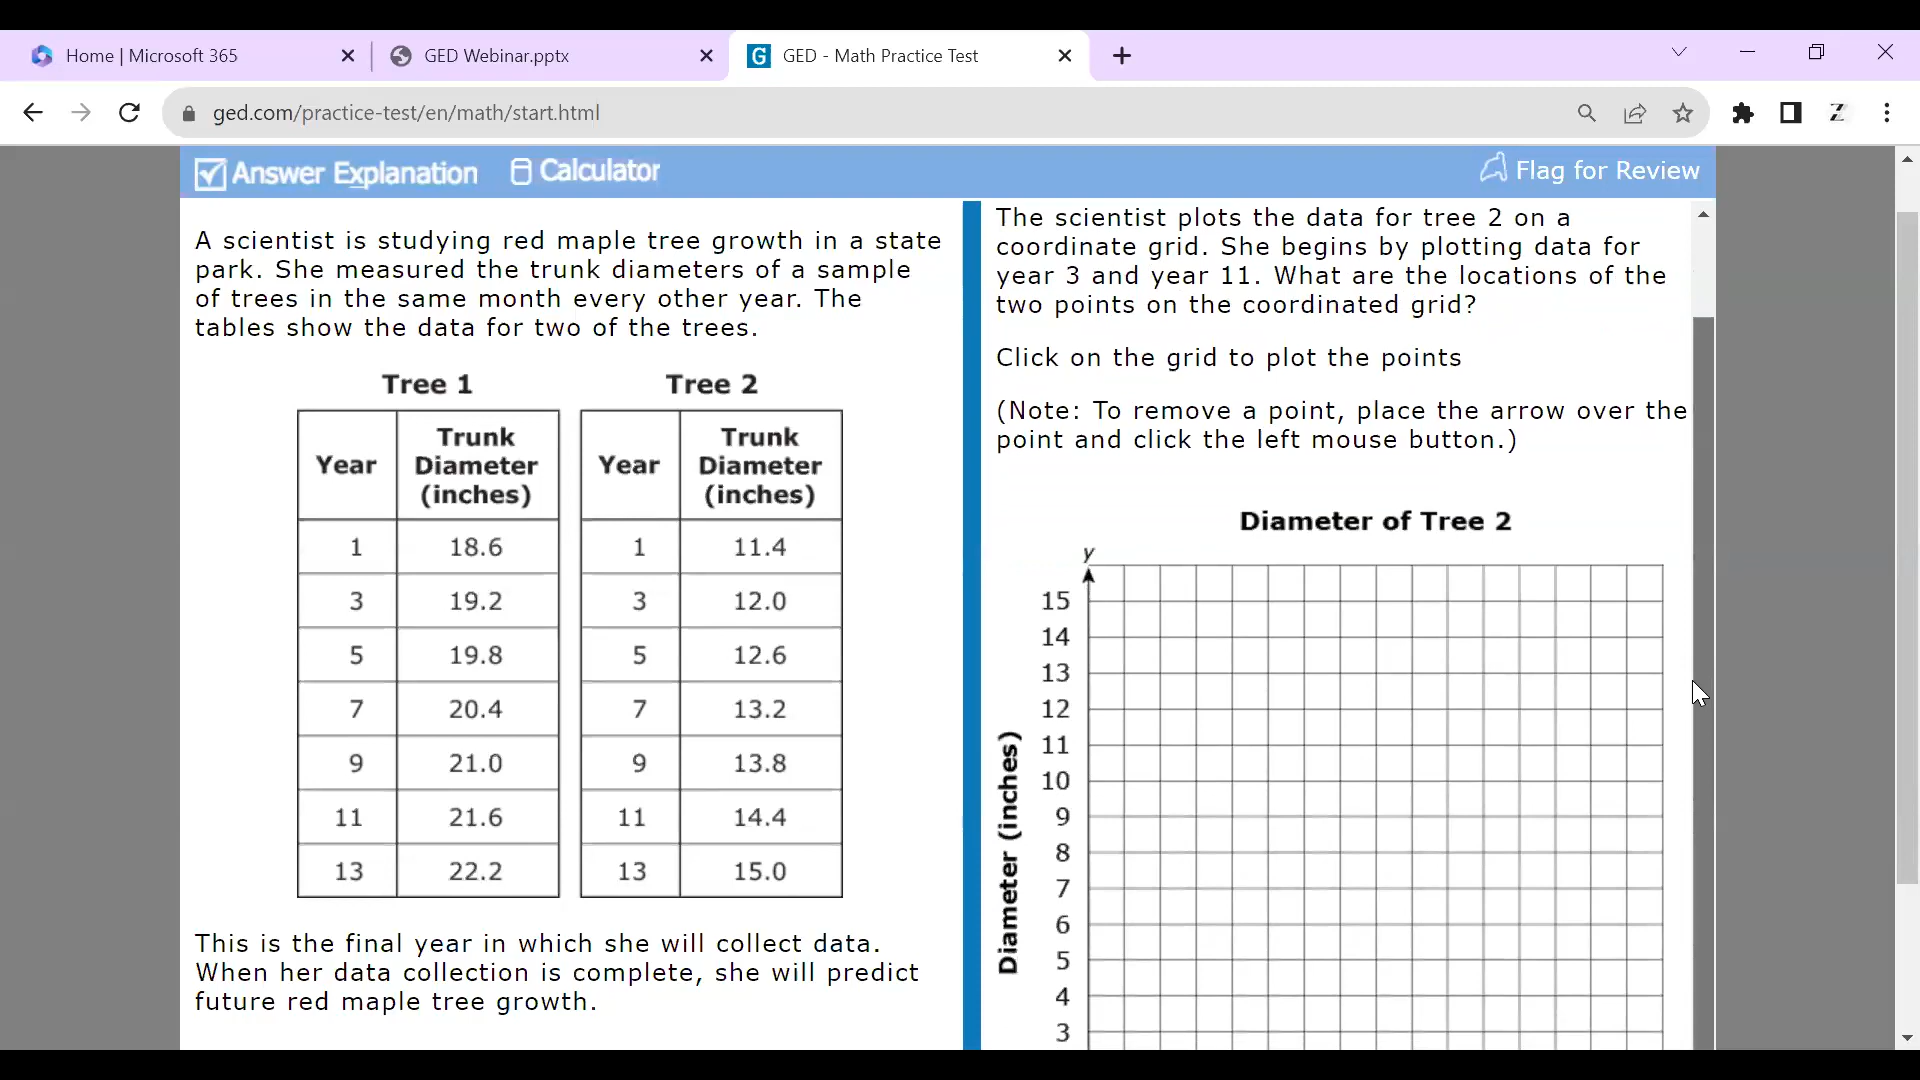 Home | Microsoft 365
GED Webinar.pptx
GED - Math Practice Test
ged.com/practice-test/en/math/start.html
Answer Explanation
Calculator
Flag for Review
A scientist is studying red maple tree growth in a state
park. She measured the trunk diameters of a sample
of trees in the same month every other year. The
tables show the data for two of the trees.
Tree 1
Year Trunk Diameter (inches)
1 18.6
3 19.2
5 19.8
7 20.4
9 21.0
11 21.6
13 22.2
Tree 2
Year Trunk Diameter (inches)
1 11.4
3 12.0
5 12.6
7 13.2
9 13.8
11 14.4
13 15.0
This is the final year in which she will collect data.
When her data collection is complete, she will predict
future red maple tree growth.
The scientist plots the data for tree 2 on a
coordinate grid. She begins by plotting data for
year 3 and year 11. What are the locations of the
two points on the coordinated grid?
Click on the grid to plot the points
(Note: To remove a point, place the arrow over the
point and click the left mouse button.)
Diameter of Tree 2
y
15
14
13
12
11
10
9
8
7
6
5
4
3
Diameter (inches)